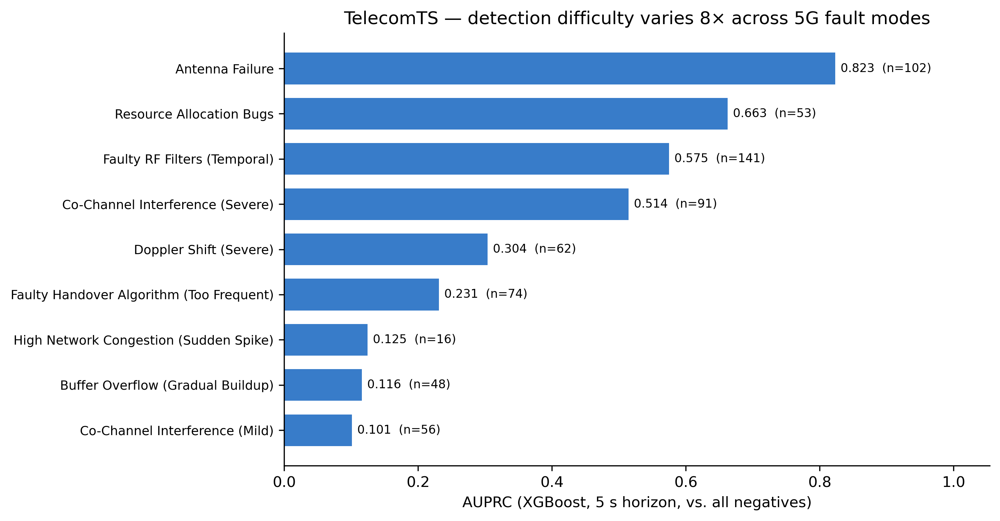 TelecomTS — detection difficulty varies 8× across 5G fault modes
Antenna Failure 0.823 (n=102)
Resource Allocation Bugs 0.663 (n=53)
Faulty RF Filters (Temporal) 0.575 (n=141)
Co-Channel Interference (Severe) 0.514 (n=91)
Doppler Shift (Severe) 0.304 (n=62)
Faulty Handover Algorithm (Too Frequent) 0.231 (n=74)
High Network Congestion (Sudden Spike) 0.125 (n=16)
Buffer Overflow (Gradual Buildup) 0.116 (n=48)
Co-Channel Interference (Mild) 0.101 (n=56)
0.0 0.2 0.4 0.6 0.8 1.0
AUPRC (XGBoost, 5 s horizon, vs. all negatives)